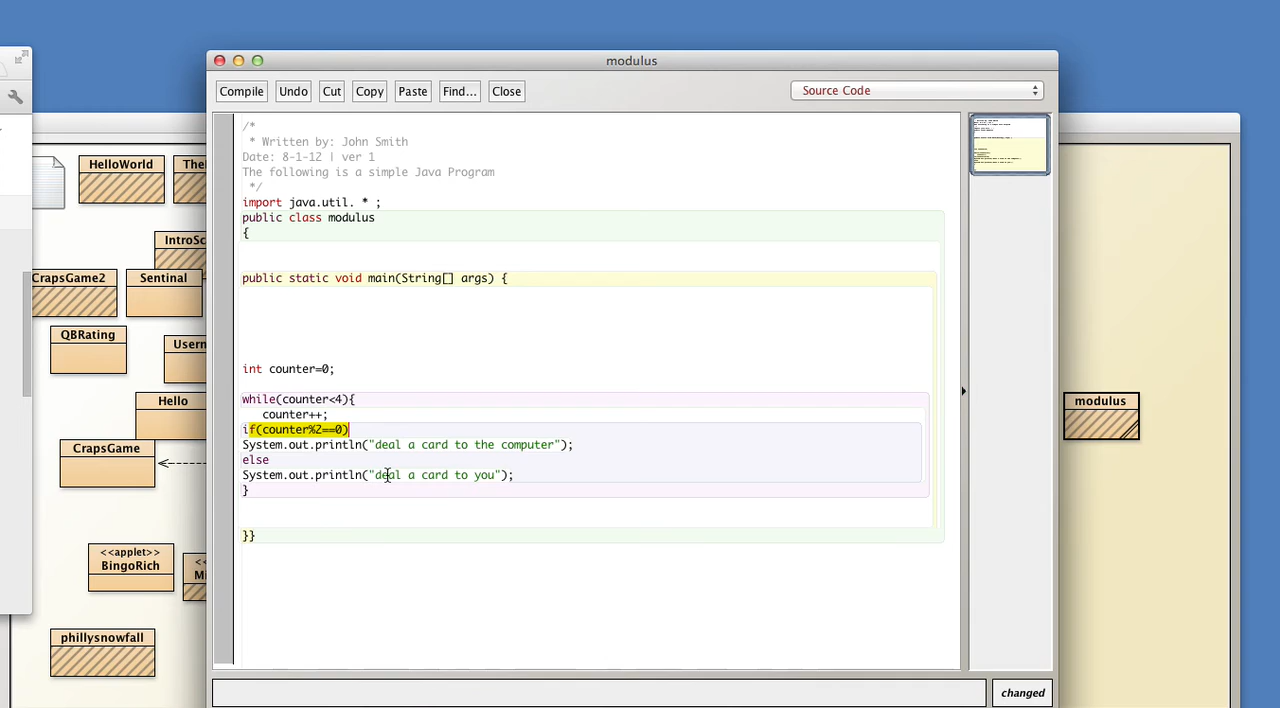 modulus
Compile
Undo
Cut
Copy
Paste
Find...
Close
Source Code
/*
* Written by: John Smith
Date: 8-1-12 | ver 1
The following is a simple Java Program
*/
import java.util. * ;
public class modulus
{
public static void main(String[] args) {
int counter=0;
while(counter<4){
counter++;
if(counter%2==0)
System.out.println("deal a card to the computer");
else
System.out.println("deal a card to you");
}
}}
changed
HelloWorld
IntroSc
CrapsGame2
Sentinal
QBRating
Usern
Hello
CrapsGame
<<applet>>
BingoRich
<<
Mi
phillysnowfall
modulus